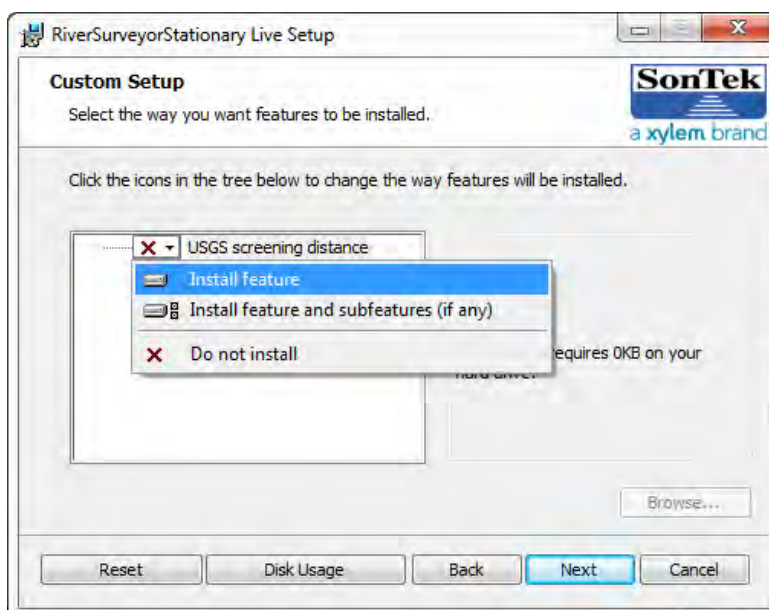 RiverSurveyorStationary Live Setup
Custom Setup
Select the way you want features to be installed.
SonTek
a xylem brand
Click the icons in the tree below to change the way features will be installed.
USGS screening distance
Install feature
Install feature and subfeatures (if any)
Do not install
requires 0KB on your
hard drive.
Browse...
Reset
Disk Usage
Back
Next
Cancel